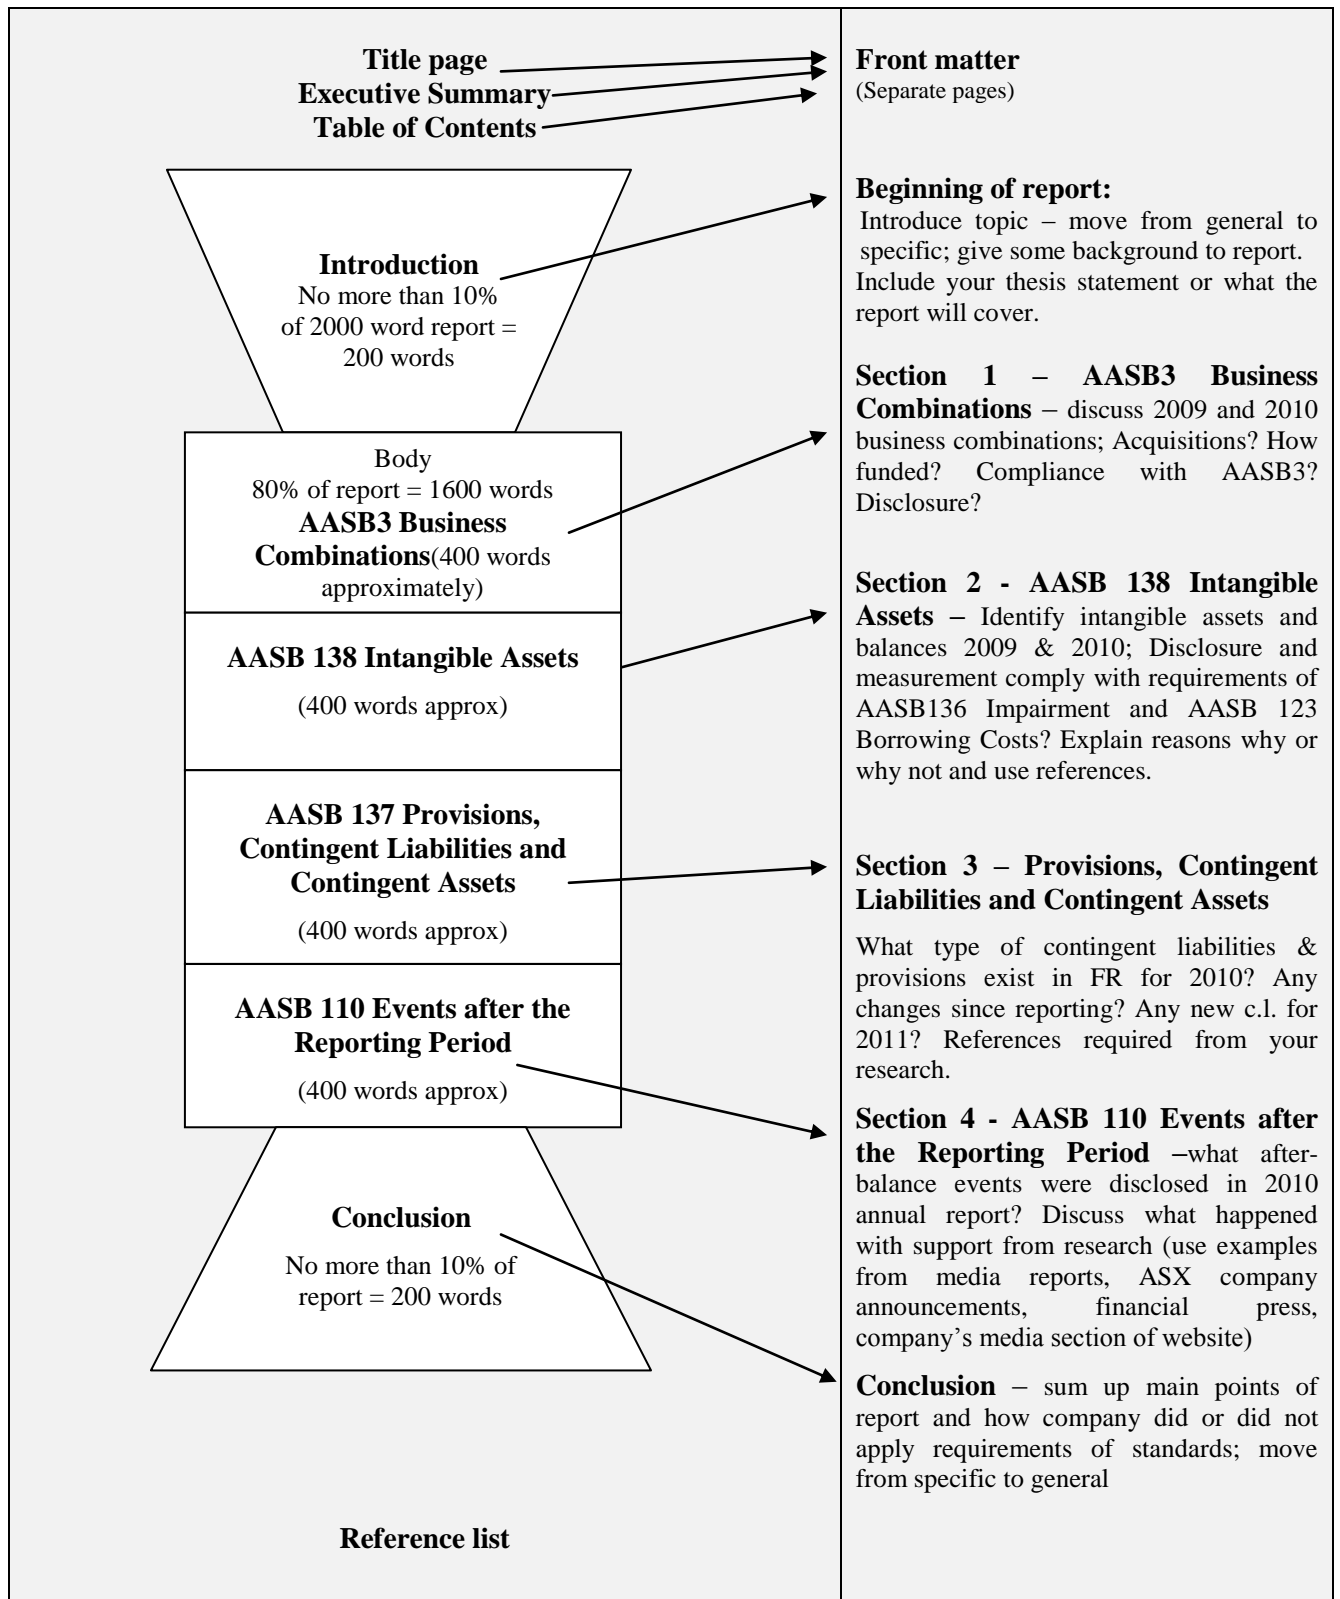 Title page
Executive Summary
Table of Contents
Introduction
No more than 10%
of 2000 word report =
200 words
Body
80% of report = 1600 words
AASB3 Business
Combinations(400 words
approximately)
AASB 138 Intangible Assets
(400 words approx)
AASB 137 Provisions,
Contingent Liabilities and
Contingent Assets
(400 words approx)
AASB 110 Events after the
Reporting Period
(400 words approx)
Conclusion
No more than 10% of
report = 200 words
Reference list
Front matter
(Separate pages)
Beginning of report:
Introduce topic – move from general to
specific; give some background to report.
Include your thesis statement or what the
report will cover.
Section 1 – AASB3 Business
Combinations – discuss 2009 and 2010
business combinations; Acquisitions? How
funded? Compliance with AASB3?
Disclosure?
Section 2 - AASB 138 Intangible
Assets – Identify intangible assets and
balances 2009 & 2010; Disclosure and
measurement comply with requirements of
AASB136 Impairment and AASB 123
Borrowing Costs? Explain reasons why or
why not and use references.
Section 3 – Provisions, Contingent
Liabilities and Contingent Assets
What type of contingent liabilities &
provisions exist in FR for 2010? Any
changes since reporting? Any new c.l. for
2011? References required from your
research.
Section 4 - AASB 110 Events after
the Reporting Period –what after-
balance events were disclosed in 2010
annual report? Discuss what happened
with support from research (use examples
from media reports, ASX company
announcements, financial press,
company's media section of website)
Conclusion – sum up main points of
report and how company did or did not
apply requirements of standards; move
from specific to general